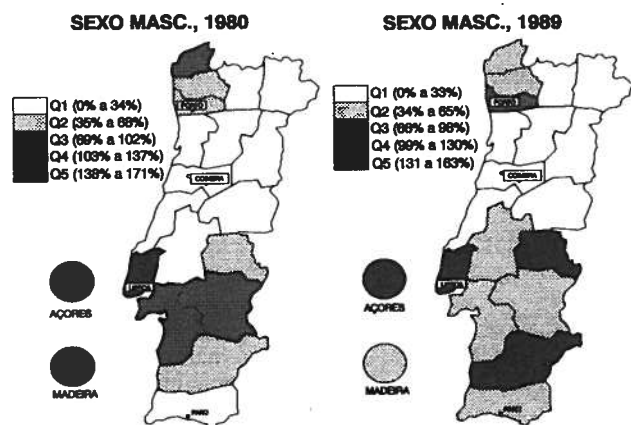 SEXO MASC., 1980
Q1 (0% a 34%)
Q2 (35% a 68%)
Q3 (69% a 102%)
Q4 (103% a 137%)
Q5 (138% a 171%)
PORTO
COIMBRA
LISBOA
FARO
AÇORES
MADEIRA
SEXO MASC., 1989
Q1 (0% a 33%)
Q2 (34% a 65%)
Q3 (66% a 98%)
Q4 (99% a 130%)
Q5 (131 a 163%)
PORTO
COIMBRA
LISBOA
FARO
AÇORES
MADEIRA